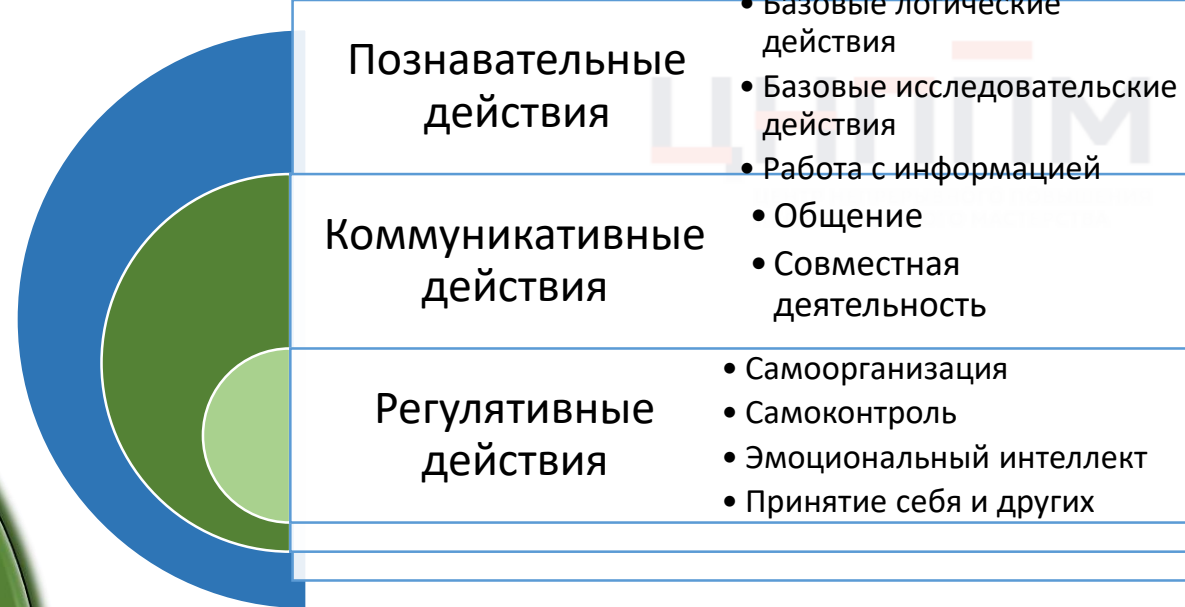 Познавательные
действия
• Базовые логические
действия
• Базовые исследовательские
действия
• Работа с информацией
ЦНППМ
Коммуникативные
действия
• Общение
• Совместная
деятельность
Регулятивные
действия
• Самоорганизация
• Самоконтроль
• Эмоциональный интеллект
• Принятие себя и других